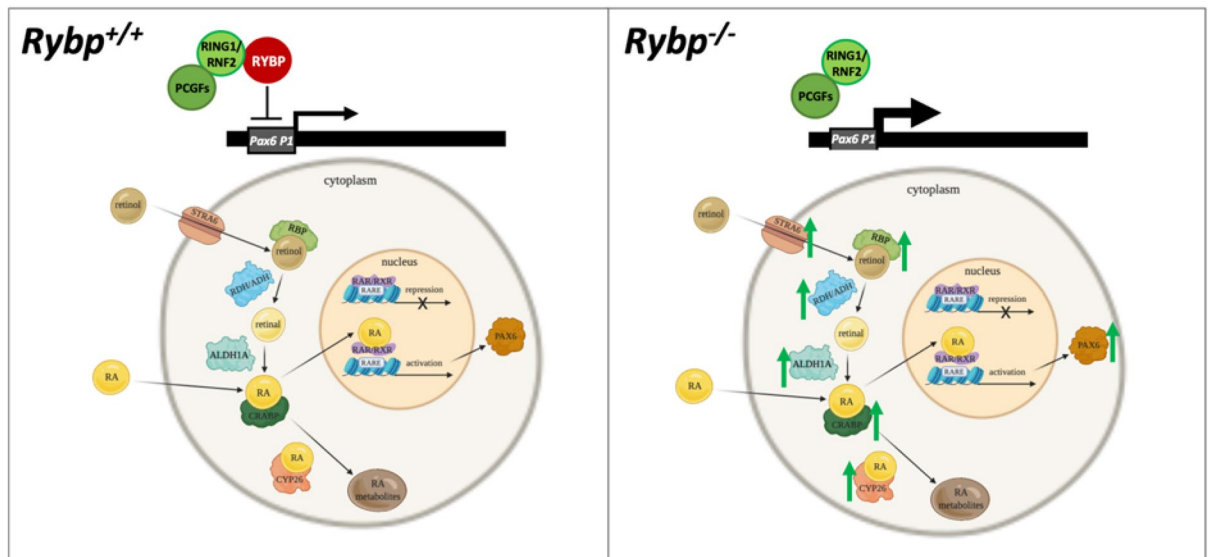 Rybp+/+
RING1/
RNF2
RYBP
PCGFs
Pax6 P1
cytoplasm
retinol
STRA6
RBP
retinol
nucleus
RDH/ADH
RAR/RXR
RARE
repression
X
retinal
RA
RAR/RXR
PAX6
ALDH1A
RARE
activation
RA
RA
CRABP
RA
CYP26
RA
metabolites
Rybp-/-
RING1/
RNF2
PCGFs
Pax6 P1
cytoplasm
retinol
STRA6
RBP
retinol
nucleus
RDH/ADH
RAR/RXR
RARE
repression
X
retinal
RA
RAR/RXR
PAX6
ALDH1A
RARE
activation
RA
RA
CRABP
RA
CYP26
RA
metabolites